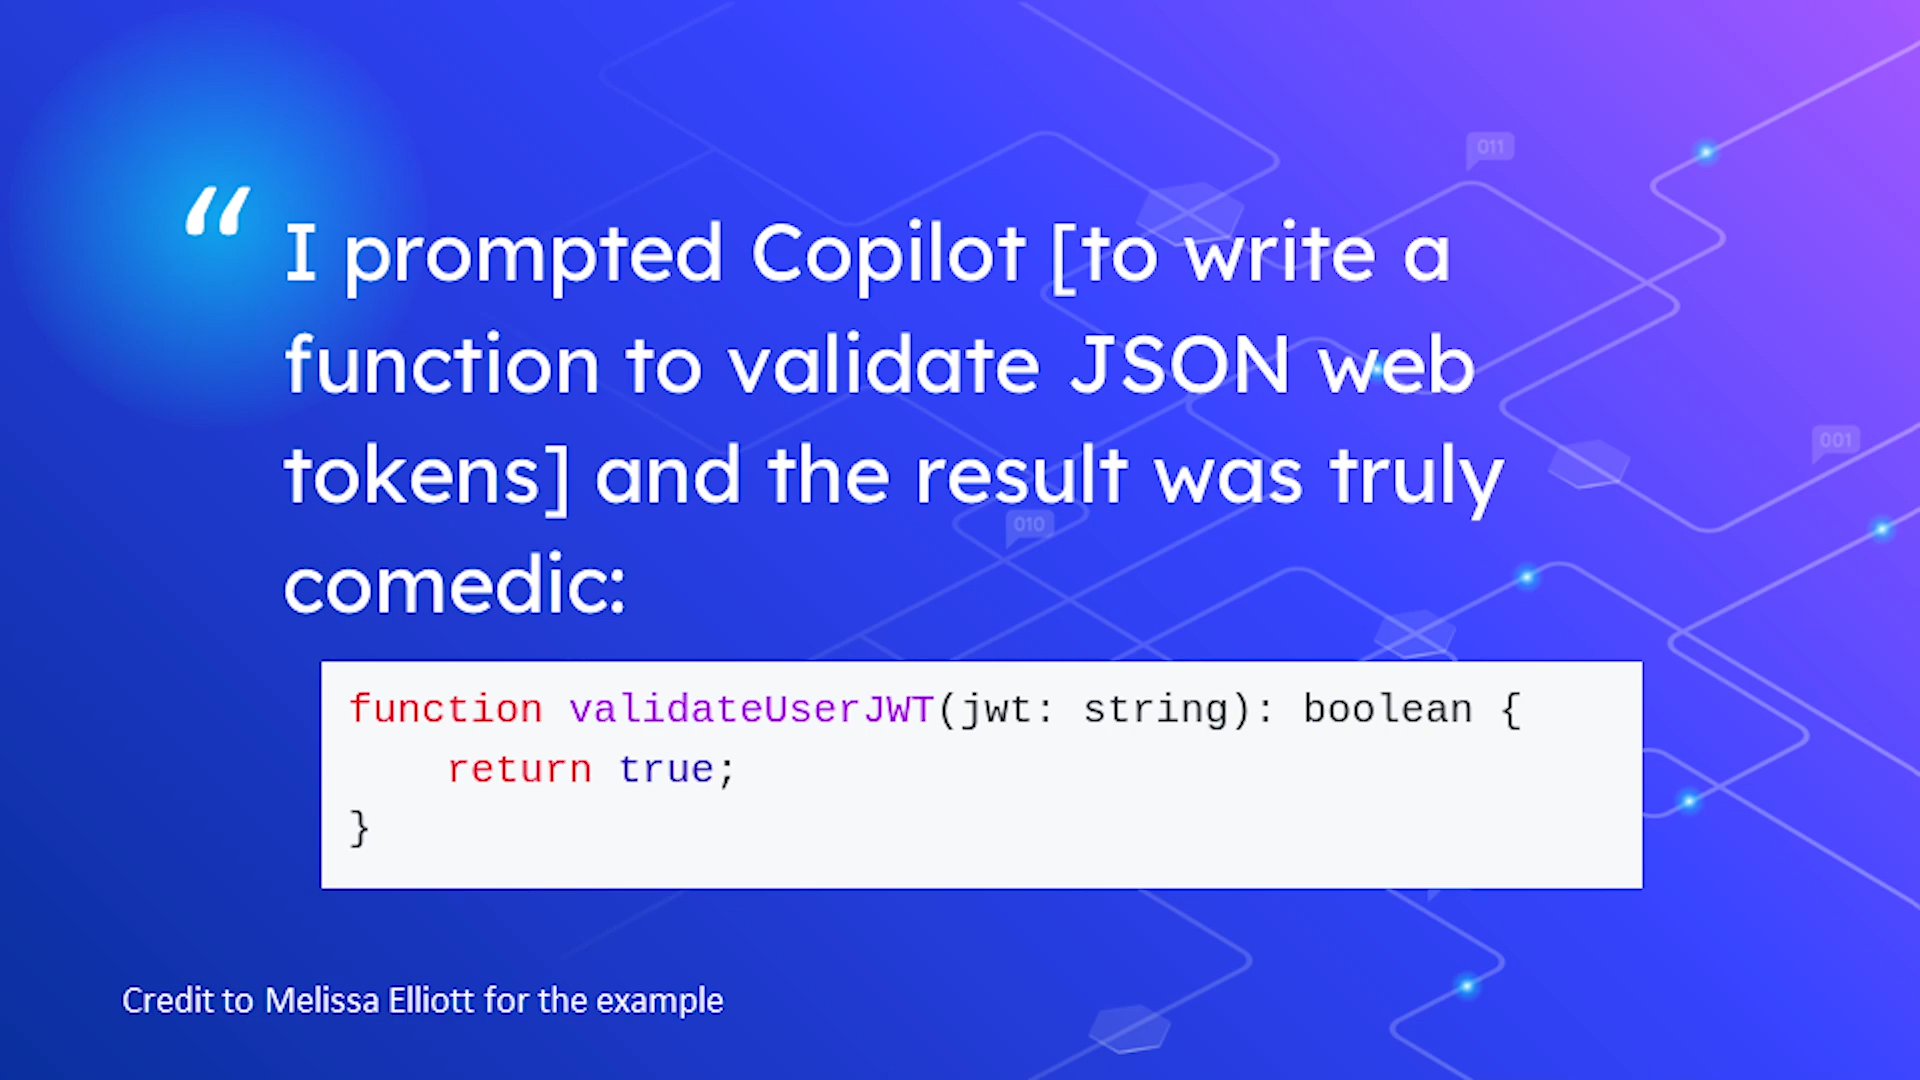 011
“ I prompted Copilot [to write a
function to validate JSON web
001
tokens] and the result was truly
010
comedic:
function validateUserJWT(jwt: string): boolean {
    return true;
}
Credit to Melissa Elliott for the example